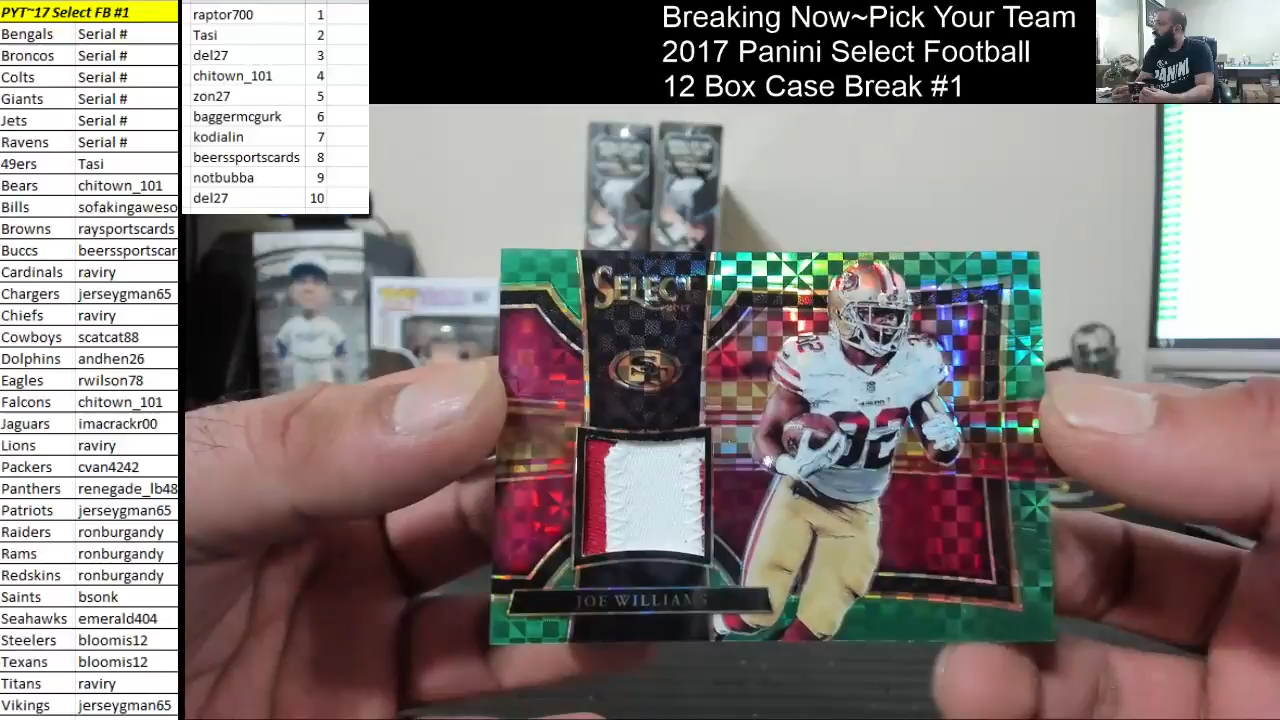 PYT~17 Select FB #1
Bengals Serial #
Broncos Serial #
Colts Serial #
Giants Serial #
Jets Serial #
Ravens Serial #
49ers Tasi
Bears chitown_101
Bills sofakingaweso
Browns raysportscards
Buccs beerssportscar
Cardinals raviry
Chargers jerseygman65
Chiefs raviry
Cowboys scatcat88
Dolphins andhen26
Eagles rwilson78
Falcons chitown_101
Jaguars imacrackr00
Lions raviry
Packers cvan4242
Panthers renegade_lb48
Patriots jerseygman65
Raiders ronburgandy
Rams ronburgandy
Redskins ronburgandy
Saints bsonk
Seahawks emerald404
Steelers bloomis12
Texans bloomis12
Titans raviry
Vikings jerseygman65
raptor700 1
Tasi 2
del27 3
chitown_101 4
zon27 5
baggermcgurk 6
kodialin 7
beerssportscards 8
notbubba 9
del27 10
Breaking Now~Pick Your Team
2017 Panini Select Football
12 Box Case Break #1
PANINI
SELECT
SF
32
32
JOE WILLIAMS